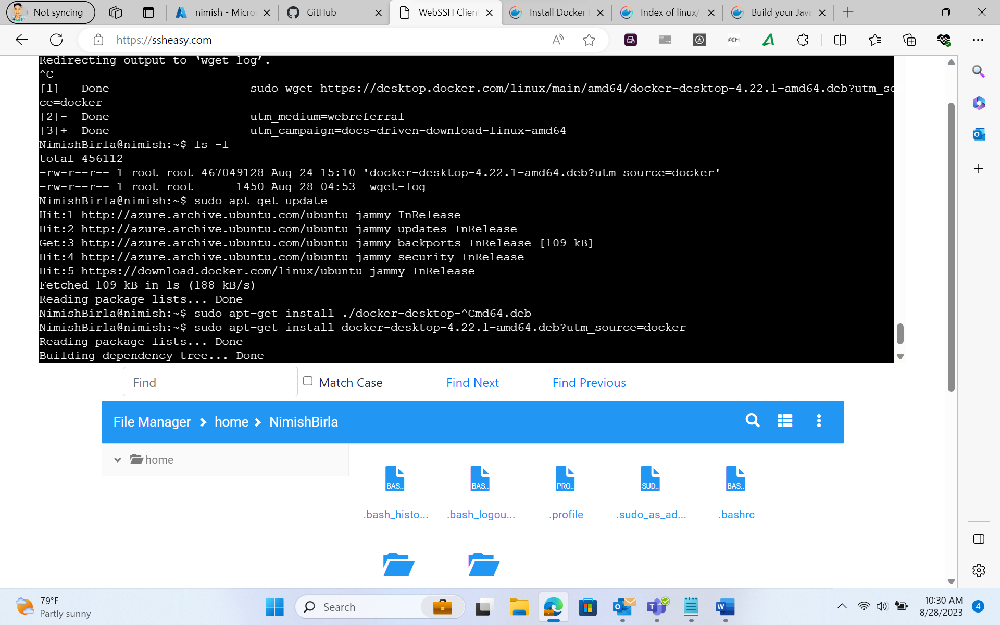 Not syncing
nimish - Micro
GitHub
WebSSH Clien
Install Docker
Index of linux/
Build your Java
https://ssheasy.com
Redirecting output to ‘wget-log’.
^C
[1]   Done                    sudo wget https://desktop.docker.com/linux/main/amd64/docker-desktop-4.22.1-amd64.deb?utm_sou
ce=docker
[2]-  Done                    utm_medium=webreferral
[3]+  Done                    utm_campaign=docs-driven-download-linux-amd64
NimishBirla@nimish:~$ ls -l
total 456112
-rw-r--r-- 1 root root 467049128 Aug 24 15:10 'docker-desktop-4.22.1-amd64.deb?utm_source=docker'
-rw-r--r-- 1 root root      1450 Aug 28 04:53  wget-log
NimishBirla@nimish:~$ sudo apt-get update
Hit:1 http://azure.archive.ubuntu.com/ubuntu jammy InRelease
Hit:2 http://azure.archive.ubuntu.com/ubuntu jammy-updates InRelease
Get:3 http://azure.archive.ubuntu.com/ubuntu jammy-backports InRelease [109 kB]
Hit:4 http://azure.archive.ubuntu.com/ubuntu jammy-security InRelease
Hit:5 https://download.docker.com/linux/ubuntu jammy InRelease
Fetched 109 kB in 1s (188 kB/s)
Reading package lists... Done
NimishBirla@nimish:~$ sudo apt-get install ./docker-desktop-^Cmd64.deb
NimishBirla@nimish:~$ sudo apt-get install docker-desktop-4.22.1-amd64.deb?utm_source=docker
Reading package lists... Done
Building dependency tree... Done
Find
Match Case
Find Next
Find Previous
File Manager
home
NimishBirla
home
BAS..
BAS..
PRO..
SUD..
BAS..
.bash_histo...
.bash_logou...
.profile
.sudo_as_ad...
.bashrc
79°F
Partly sunny
Search
10:30 AM
8/28/2023
4